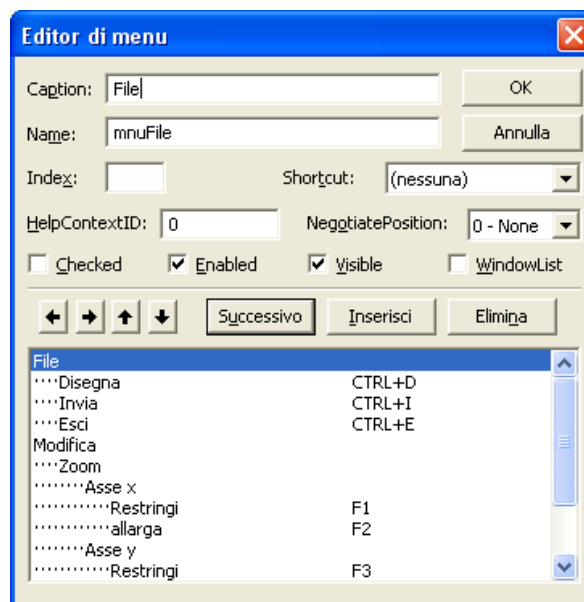 Editor di menu
Caption: File
OK
Name: mnuFile
Annulla
Index:
Shortcut: (nessuna)
HelpContextID: 0
NegotiatePosition: 0 - None
Checked Enabled Visible WindowList
Successivo Inserisci Elimina
File
····Disegna CTRL+D
····Invia CTRL+I
····Esci CTRL+E
Modifica
····Zoom
········Asse x
············Restringi F1
············allarga F2
········Asse y
············Restringi F3